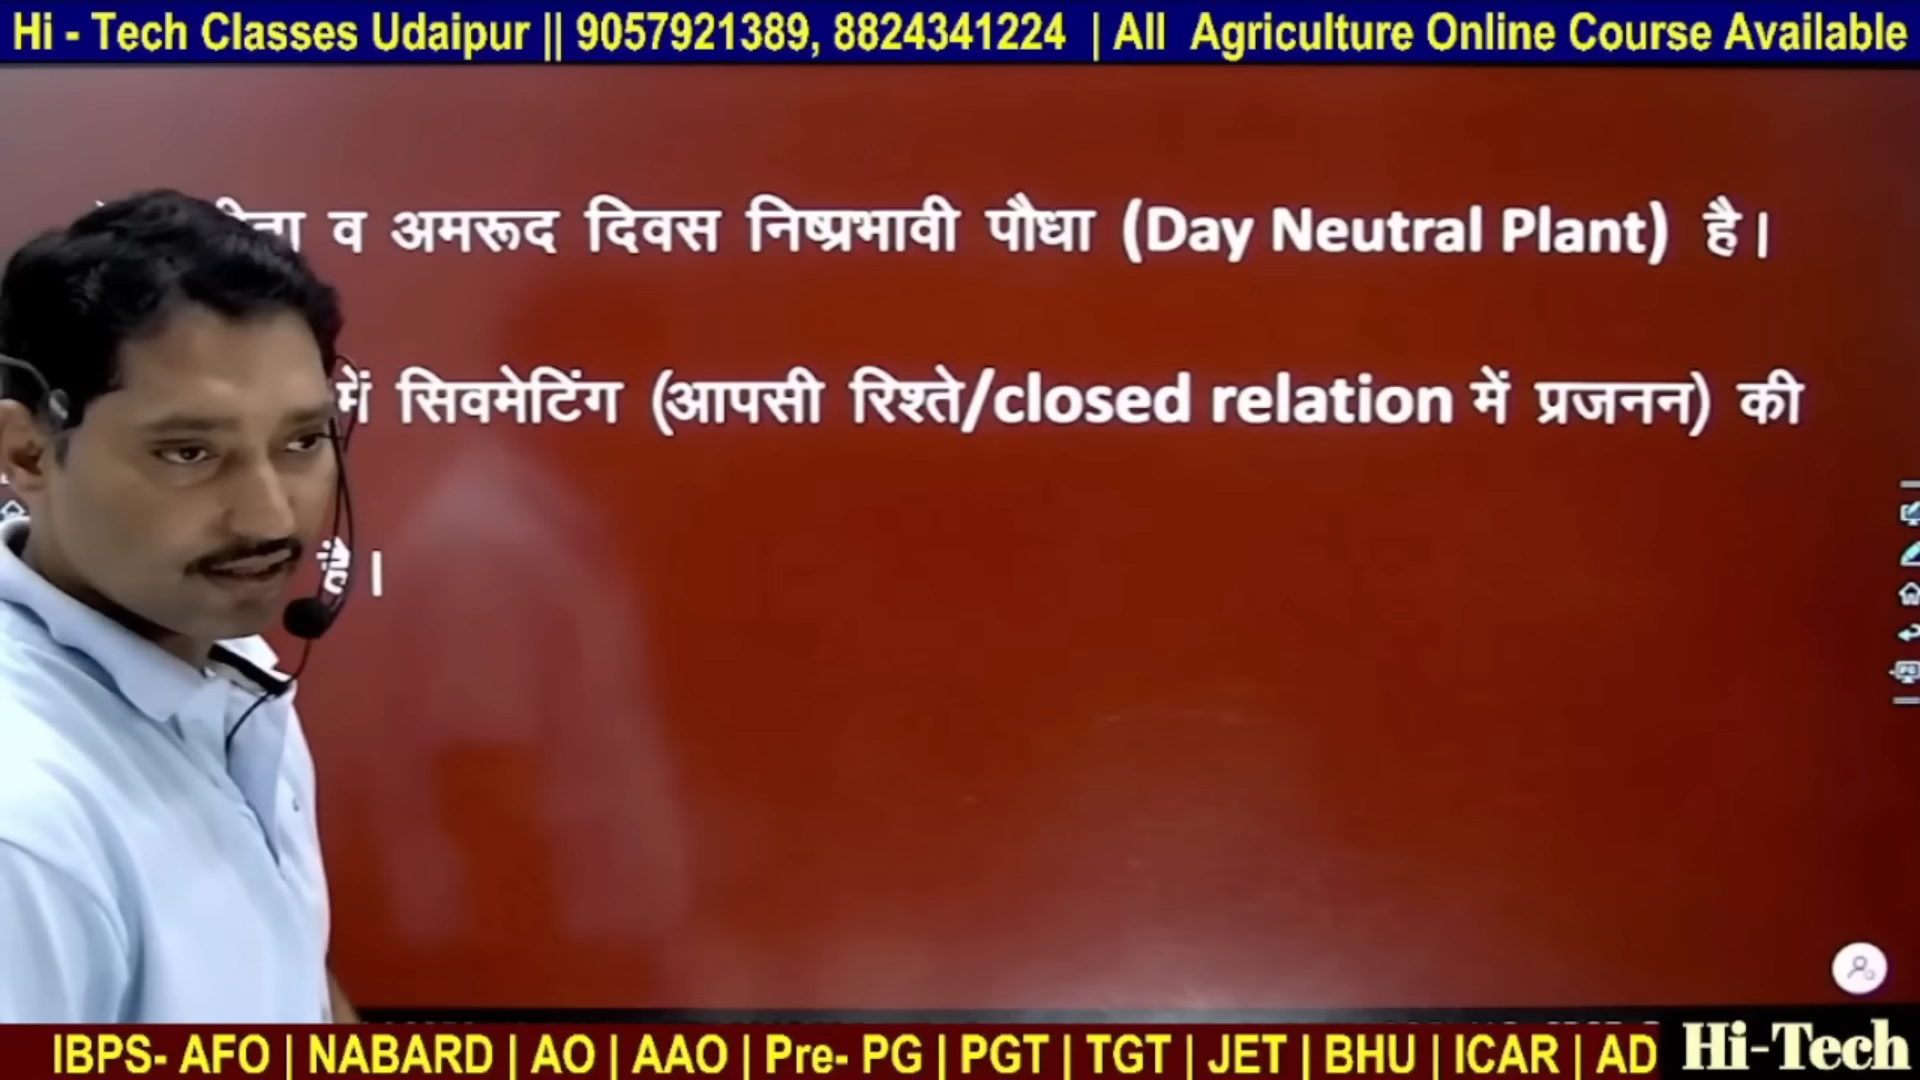 Hi - Tech Classes Udaipur || 9057921389, 8824341224 | All Agriculture Online Course Available
व अमरूद दिवस निष्प्रभावी पौधा (Day Neutral Plant) है।
में सिवमेटिंग (आपसी रिश्ते/closed relation में प्रजनन) की
।
IBPS- AFO | NABARD | AO | AAO | Pre- PG | PGT | TGT | JET | BHU | ICAR | AD
Hi-Tech